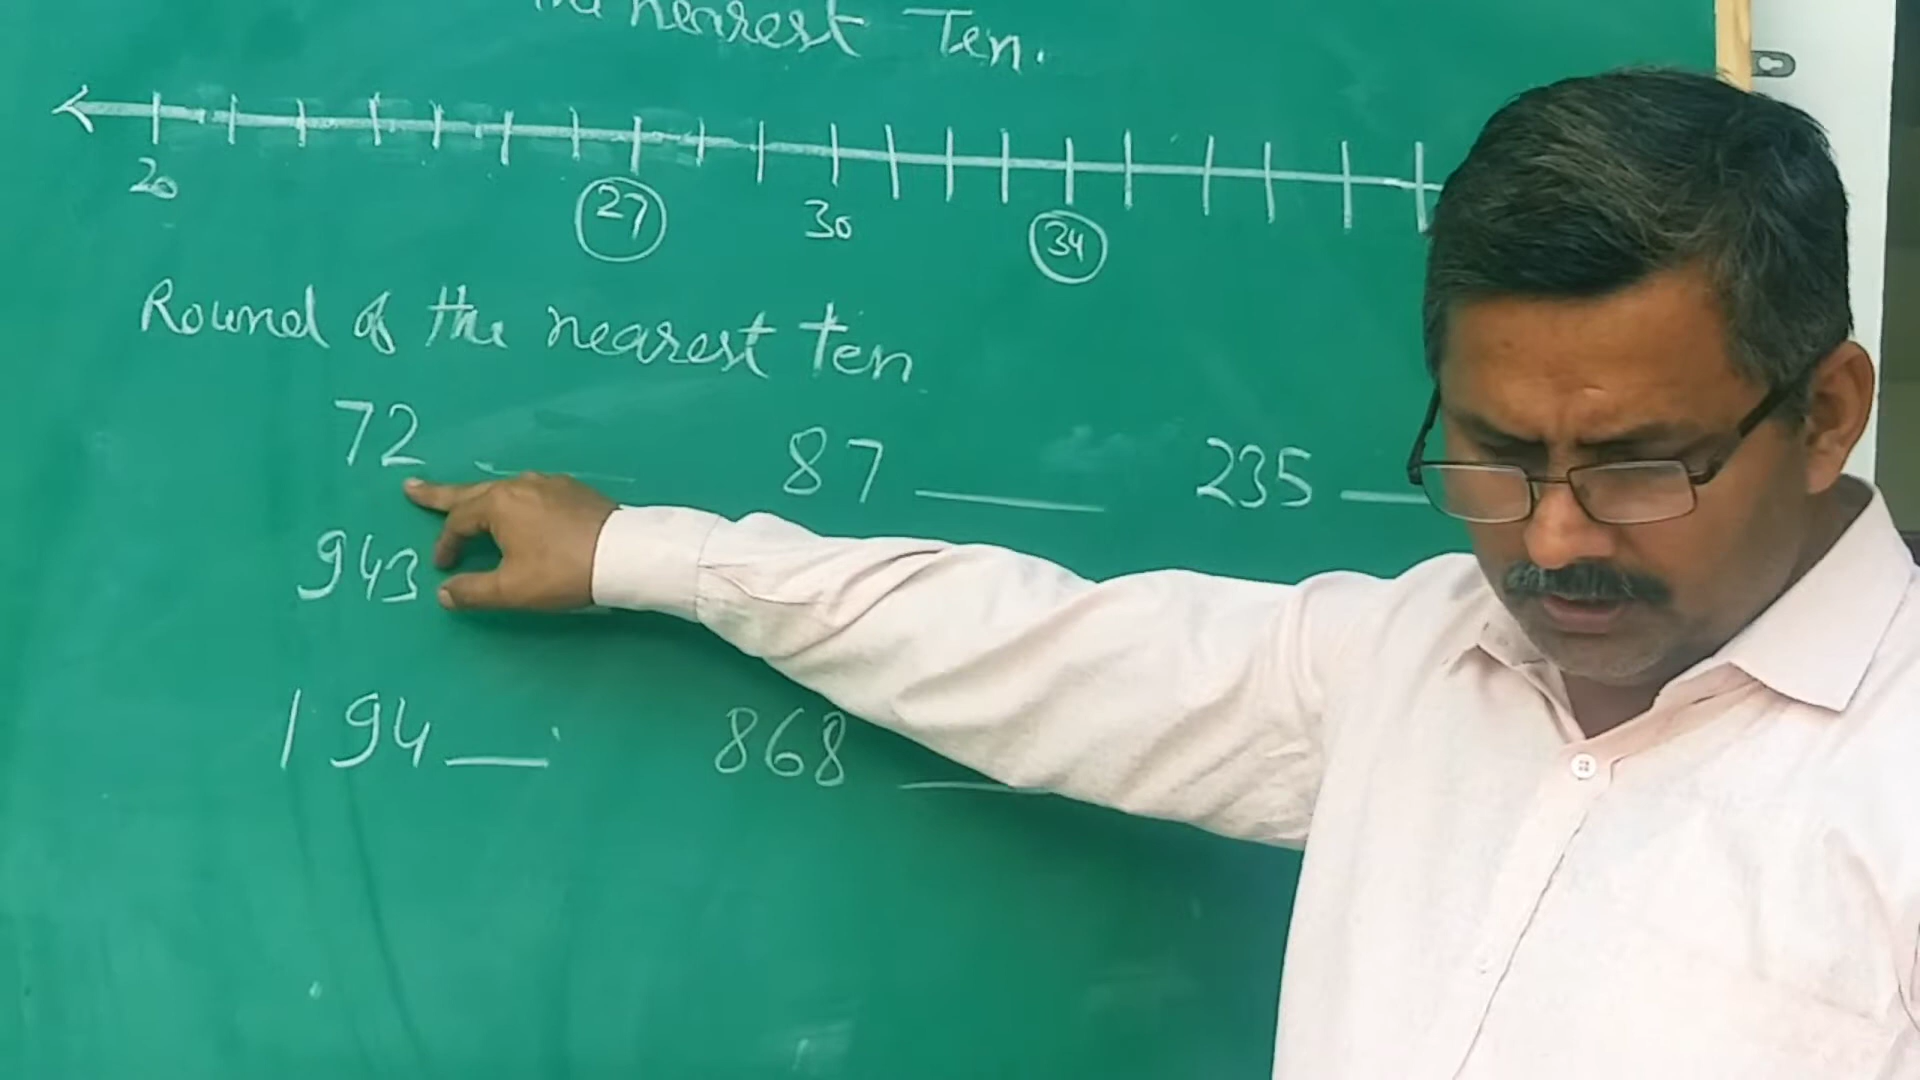 the nearest Ten.
20 27 30 34
Round of the nearest ten
72 ___ 87 ___ 235 ___
943
194 ___ 868 ___